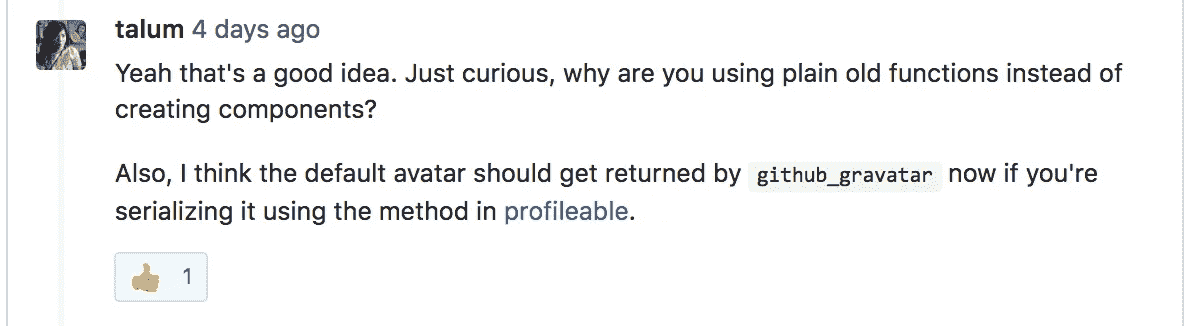 talum 4 days ago
Yeah that's a good idea. Just curious, why are you using plain old functions instead of
creating components?
Also, I think the default avatar should get returned by github_gravatar now if you're
serializing it using the method in profileable.
1